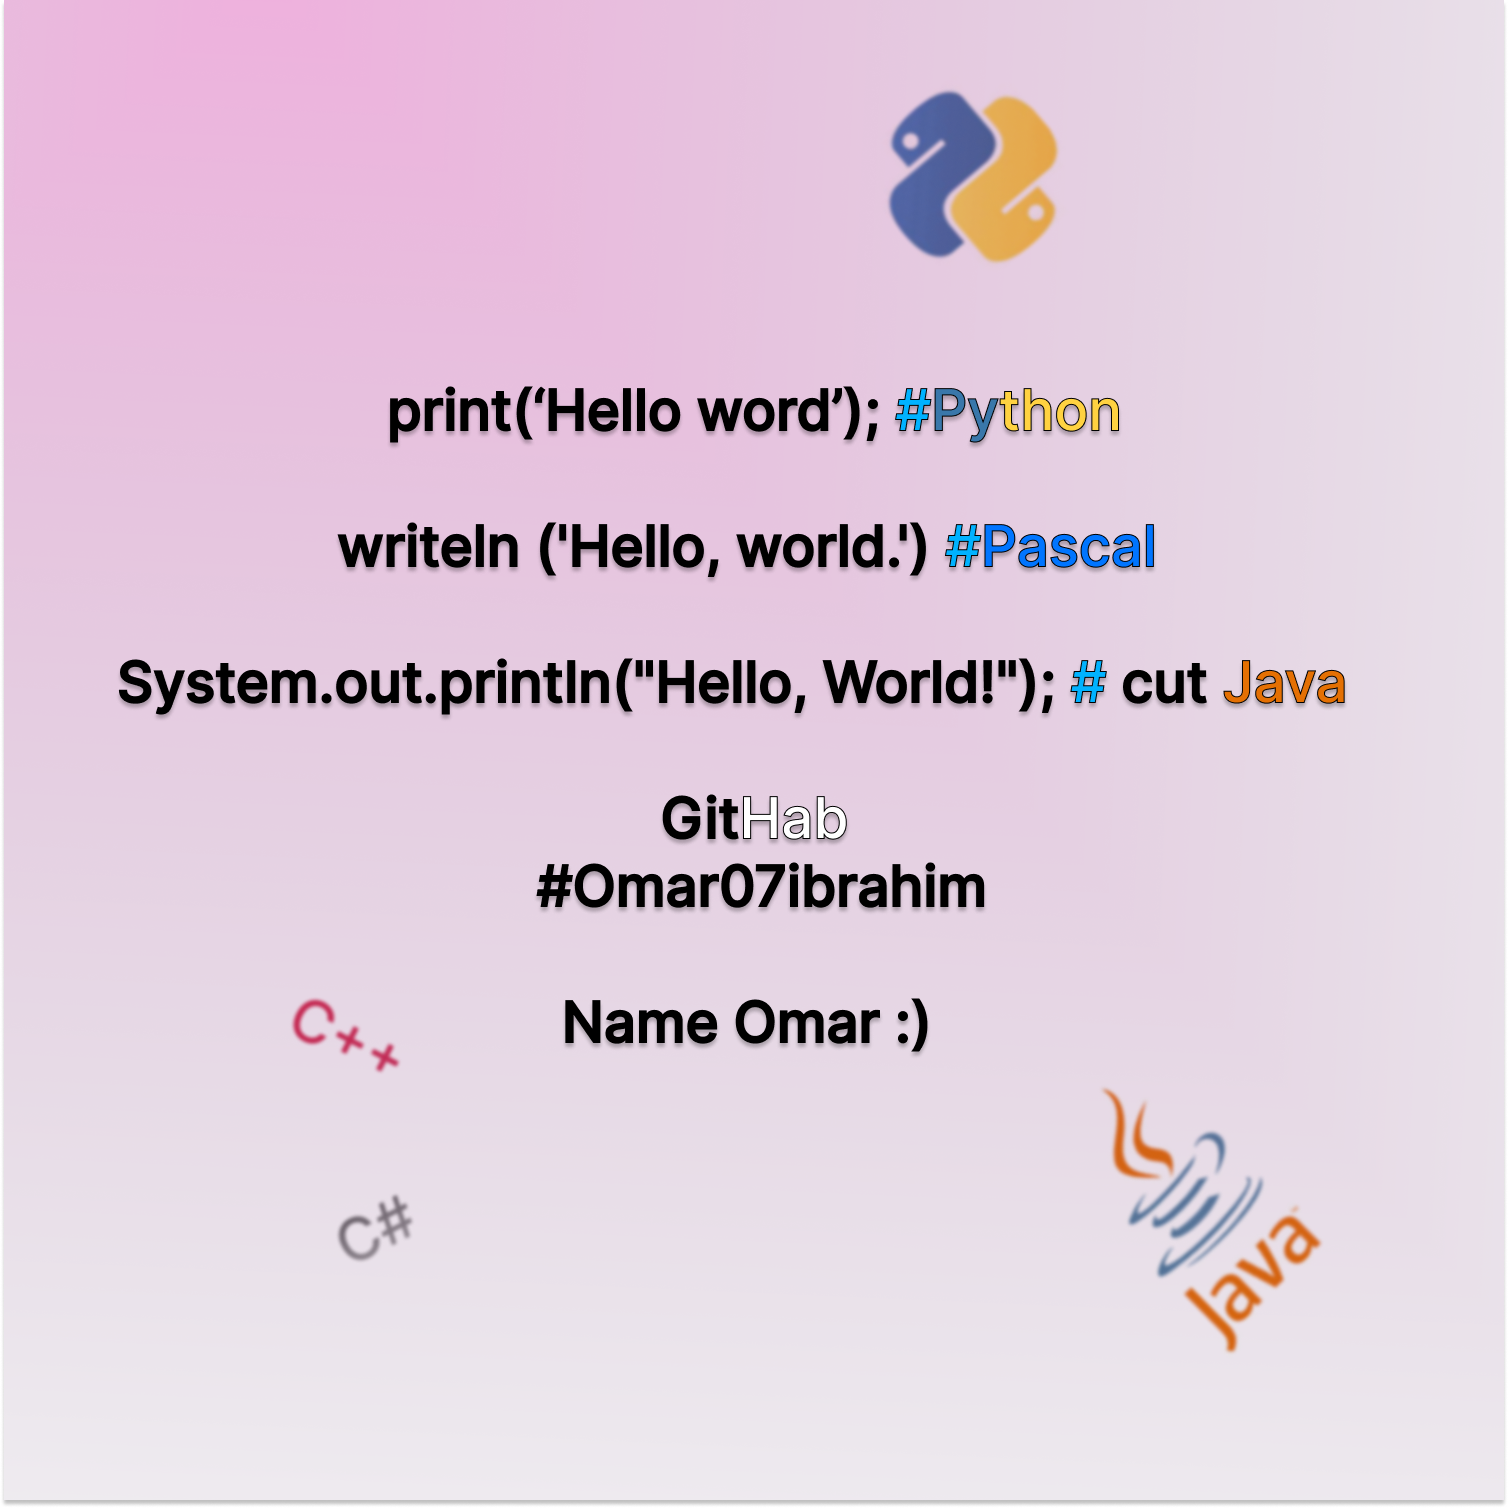 print(‘Hello word’); #Python
writeln ('Hello, world.') #Pascal
System.out.println("Hello, World!"); # cut Java
GitHab
#Omar07ibrahim
Name Omar :)
C++
C#
Java